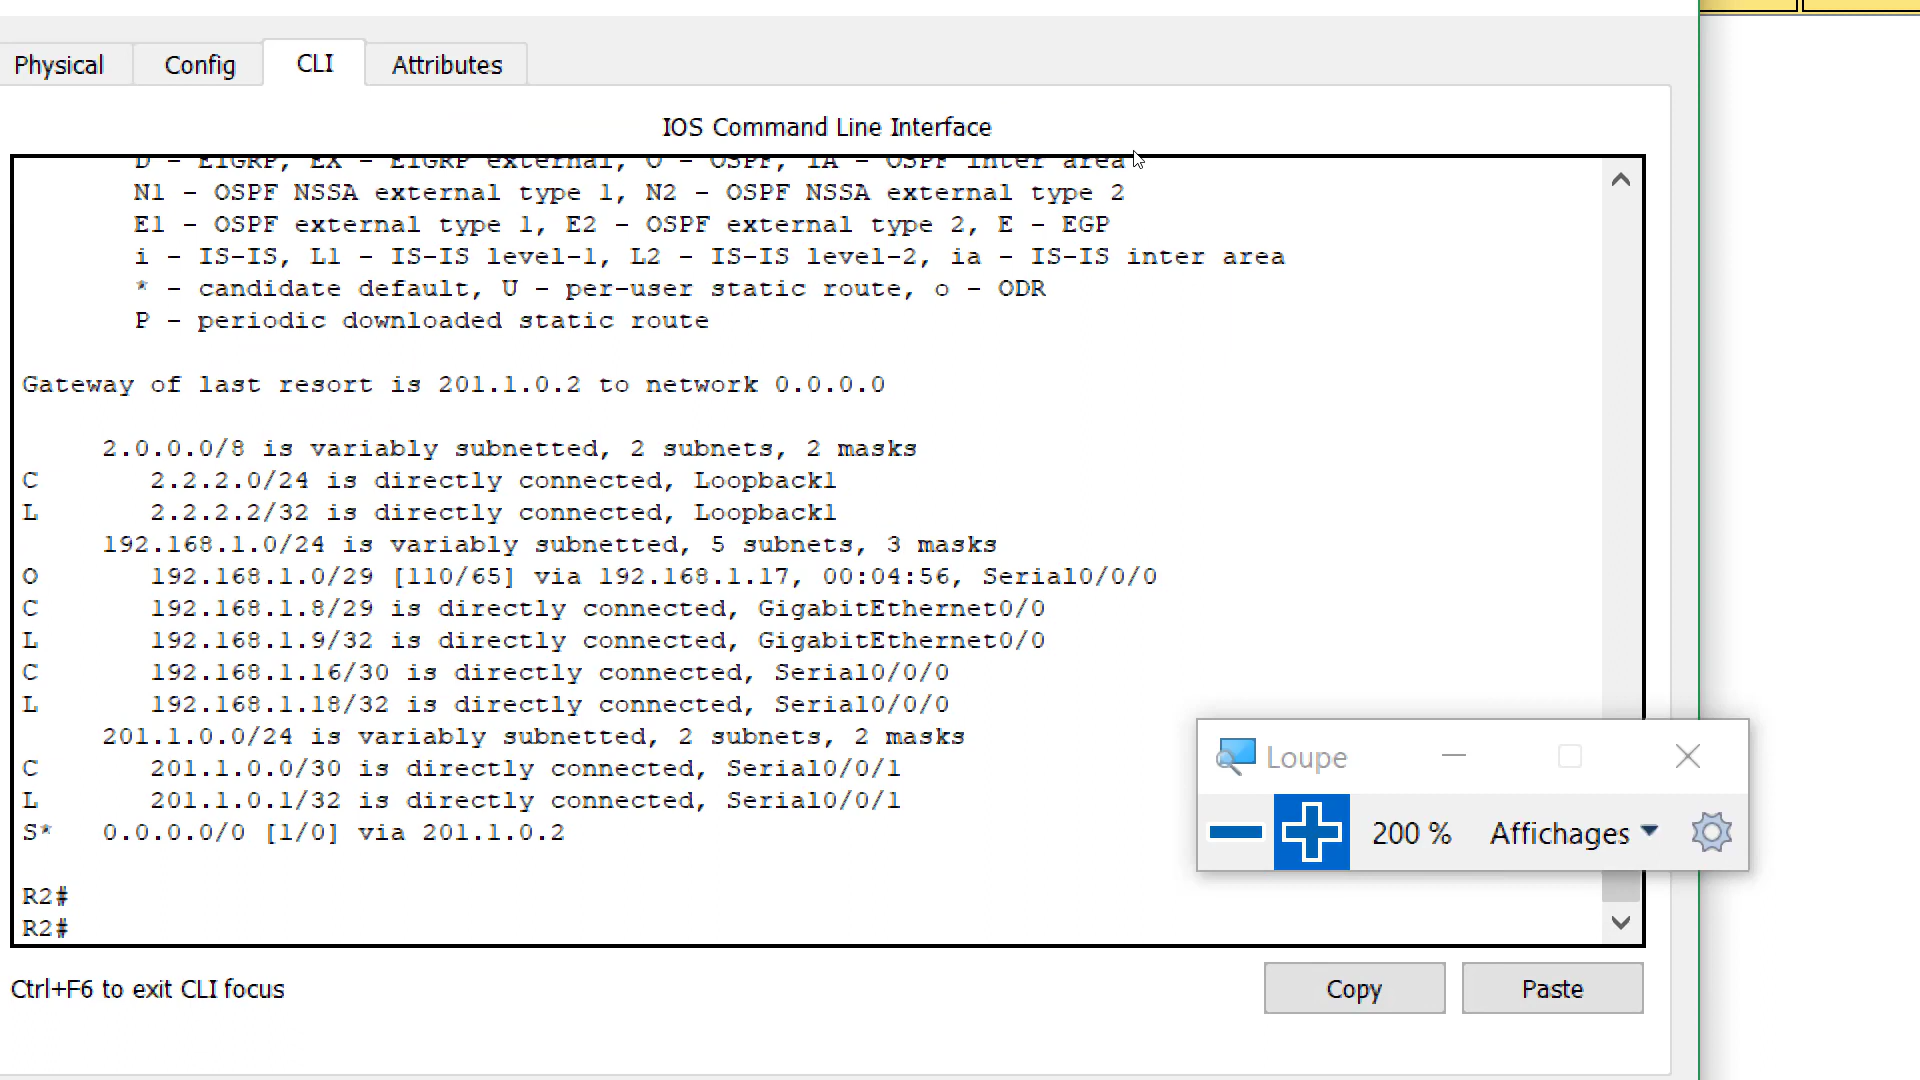 Physical
Config
CLI
Attributes
IOS Command Line Interface
D - EIGRP, EX - EIGRP external, O - OSPF, IA - OSPF inter area
N1 - OSPF NSSA external type 1, N2 - OSPF NSSA external type 2
E1 - OSPF external type 1, E2 - OSPF external type 2, E - EGP
i - IS-IS, L1 - IS-IS level-1, L2 - IS-IS level-2, ia - IS-IS inter area
* - candidate default, U - per-user static route, o - ODR
P - periodic downloaded static route
Gateway of last resort is 201.1.0.2 to network 0.0.0.0
2.0.0.0/8 is variably subnetted, 2 subnets, 2 masks
C 2.2.2.0/24 is directly connected, Loopback1
L 2.2.2.2/32 is directly connected, Loopback1
192.168.1.0/24 is variably subnetted, 5 subnets, 3 masks
O 192.168.1.0/29 [110/65] via 192.168.1.17, 00:04:56, Serial0/0/0
C 192.168.1.8/29 is directly connected, GigabitEthernet0/0
L 192.168.1.9/32 is directly connected, GigabitEthernet0/0
C 192.168.1.16/30 is directly connected, Serial0/0/0
L 192.168.1.18/32 is directly connected, Serial0/0/0
201.1.0.0/24 is variably subnetted, 2 subnets, 2 masks
C 201.1.0.0/30 is directly connected, Serial0/0/1
L 201.1.0.1/32 is directly connected, Serial0/0/1
S* 0.0.0.0/0 [1/0] via 201.1.0.2
R2#
R2#
Loupe
200 %
Affichages
Ctrl+F6 to exit CLI focus
Copy
Paste